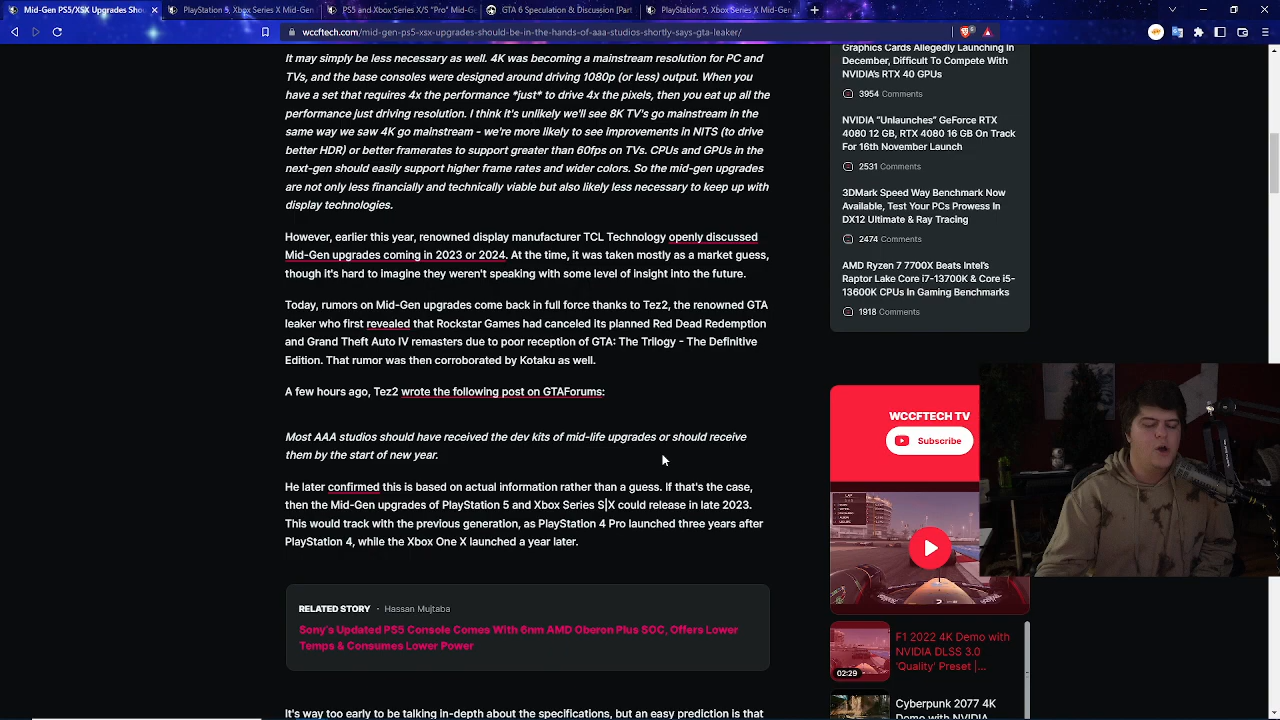 Mid-Gen PS5/XSX Upgrades Shou
PlayStation 5, Xbox Series X Mid-Gen
PS5 and Xbox Series X/S "Pro" Mid-G
GTA 6 Speculation & Discussion [Part
PlayStation 5, Xbox Series X Mid-Gen
wccftech.com/mid-gen-ps5-xsx-upgrades-should-be-in-the-hands-of-aaa-studios-shortly-says-gta-leaker/
It may simply be less necessary as well. 4K was becoming a mainstream resolution for PC and
TVs, and the base consoles were designed around driving 1080p (or less) output. When you
have a set that requires 4x the performance *just* to drive 4x the pixels, then you eat up all the
performance just driving resolution. I think it's unlikely we'll see 8K TV's go mainstream in the
same way we saw 4K go mainstream - we're more likely to see improvements in NITS (to drive
better HDR) or better framerates to support greater than 60fps on TVs. CPUs and GPUs in the
next-gen should easily support higher frame rates and wider colors. So the mid-gen upgrades
are not only less financially and technically viable but also likely less necessary to keep up with
display technologies.
However, earlier this year, renowned display manufacturer TCL Technology openly discussed
Mid-Gen upgrades coming in 2023 or 2024. At the time, it was taken mostly as a market guess,
though it's hard to imagine they weren't speaking with some level of insight into the future.
Today, rumors on Mid-Gen upgrades come back in full force thanks to Tez2, the renowned GTA
leaker who first revealed that Rockstar Games had canceled its planned Red Dead Redemption
and Grand Theft Auto IV remasters due to poor reception of GTA: The Trilogy - The Definitive
Edition. That rumor was then corroborated by Kotaku as well.
A few hours ago, Tez2 wrote the following post on GTAForums:
Most AAA studios should have received the dev kits of mid-life upgrades or should receive
them by the start of new year.
He later confirmed this is based on actual information rather than a guess. If that's the case,
then the Mid-Gen upgrades of PlayStation 5 and Xbox Series S|X could release in late 2023.
This would track with the previous generation, as PlayStation 4 Pro launched three years after
PlayStation 4, while the Xbox One X launched a year later.
RELATED STORY • Hassan Mujtaba
Sony's Updated PS5 Console Comes With 6nm AMD Oberon Plus SOC, Offers Lower
Temps & Consumes Lower Power
It's way too early to be talking in-depth about the specifications, but an easy prediction is that
Graphics Cards Allegedly Launching In
December, Difficult To Compete With
NVIDIA's RTX 40 GPUs
3954 Comments
NVIDIA "Unlaunches" GeForce RTX
4080 12 GB, RTX 4080 16 GB On Track
For 16th November Launch
2531 Comments
3DMark Speed Way Benchmark Now
Available, Test Your PCs Prowess In
DX12 Ultimate & Ray Tracing
2474 Comments
AMD Ryzen 7 7700X Beats Intel's
Raptor Lake Core i7-13700K & Core i5-
13600K CPUs In Gaming Benchmarks
1918 Comments
WCCFTECH TV
Subscribe
F1 2022 4K Demo with
NVIDIA DLSS 3.0
'Quality' Preset |...
02:29
Cyberpunk 2077 4K
Demo with NVIDIA